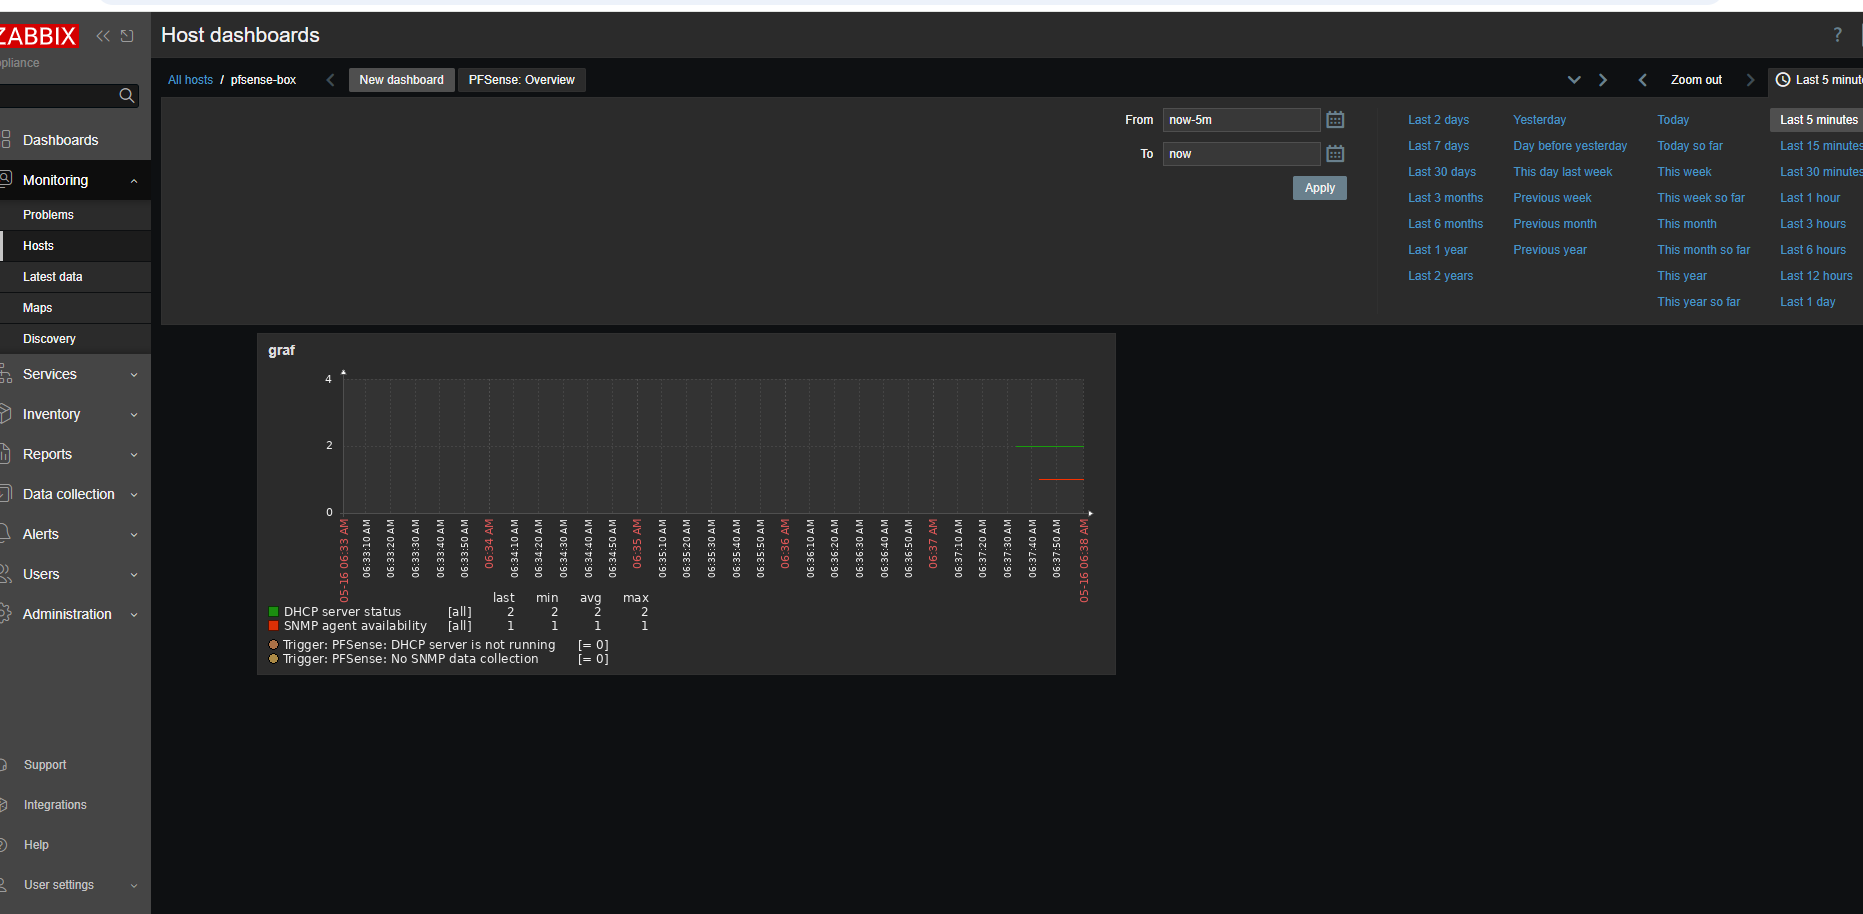 ZABBIX
ppliance
Host dashboards
?
All hosts / pfsense-box
New dashboard
PFSense: Overview
Zoom out
Last 5 minut
From
now-5m
To
now
Apply
Last 2 days
Yesterday
Today
Last 5 minutes
Last 7 days
Day before yesterday
Today so far
Last 15 minutes
Last 30 days
This day last week
This week
Last 30 minutes
Last 3 months
Previous week
This week so far
Last 1 hour
Last 6 months
Previous month
This month
Last 3 hours
Last 1 year
Previous year
This month so far
Last 6 hours
Last 2 years
This year
Last 12 hours
This year so far
Last 1 day
Dashboards
Monitoring
Problems
Hosts
Latest data
Maps
Discovery
Services
Inventory
Reports
Data collection
Alerts
Users
Administration
Support
Integrations
Help
User settings
graf
4
2
0
05-16 06:33 AM
06:33:10 AM
06:33:20 AM
06:33:30 AM
06:33:40 AM
06:33:50 AM
06:34 AM
06:34:10 AM
06:34:20 AM
06:34:30 AM
06:34:40 AM
06:34:50 AM
06:35 AM
06:35:10 AM
06:35:20 AM
06:35:30 AM
06:35:40 AM
06:35:50 AM
06:36 AM
06:36:10 AM
06:36:20 AM
06:36:30 AM
06:36:40 AM
06:36:50 AM
06:37 AM
06:37:10 AM
06:37:20 AM
06:37:30 AM
06:37:40 AM
06:37:50 AM
05-16 06:38 AM
last min avg max
DHCP server status [all] 2 2 2 2
SNMP agent availability [all] 1 1 1 1
Trigger: PFSense: DHCP server is not running [= 0]
Trigger: PFSense: No SNMP data collection [= 0]